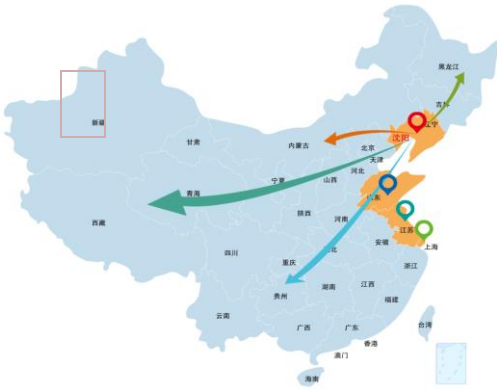 黑龙江
吉林
辽宁
沈阳
新疆
甘肃
内蒙古
北京
天津
河北
山西
宁夏
青海
山东
陕西
河南
江苏
西藏
安徽
上海
四川
重庆
浙江
贵州
湖南
江西
福建
云南
广西
广东
台湾
香港
澳门
海南